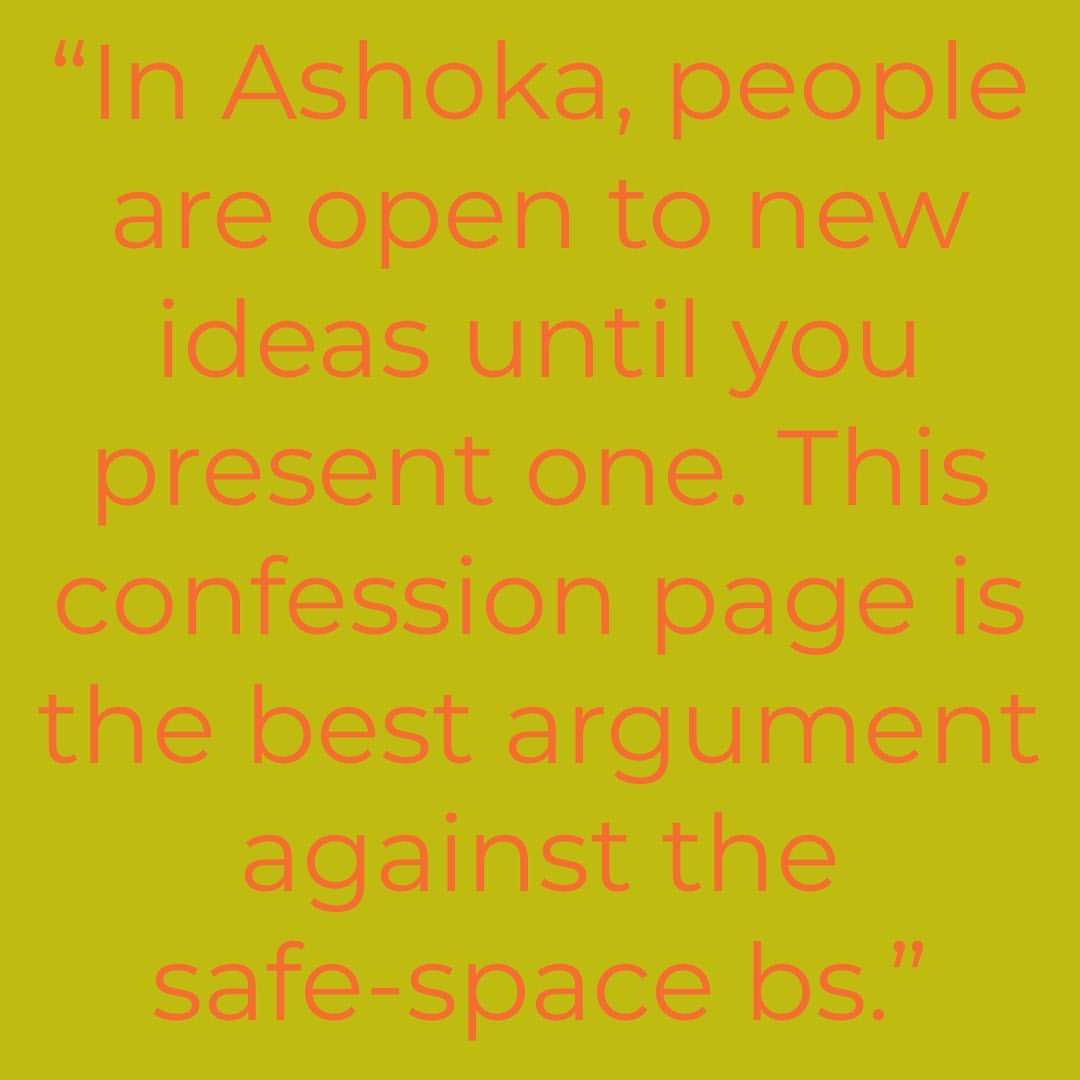 “In Ashoka, people
are open to new
ideas until you
present one. This
confession page is
the best argument
against the
safe-space bs.”